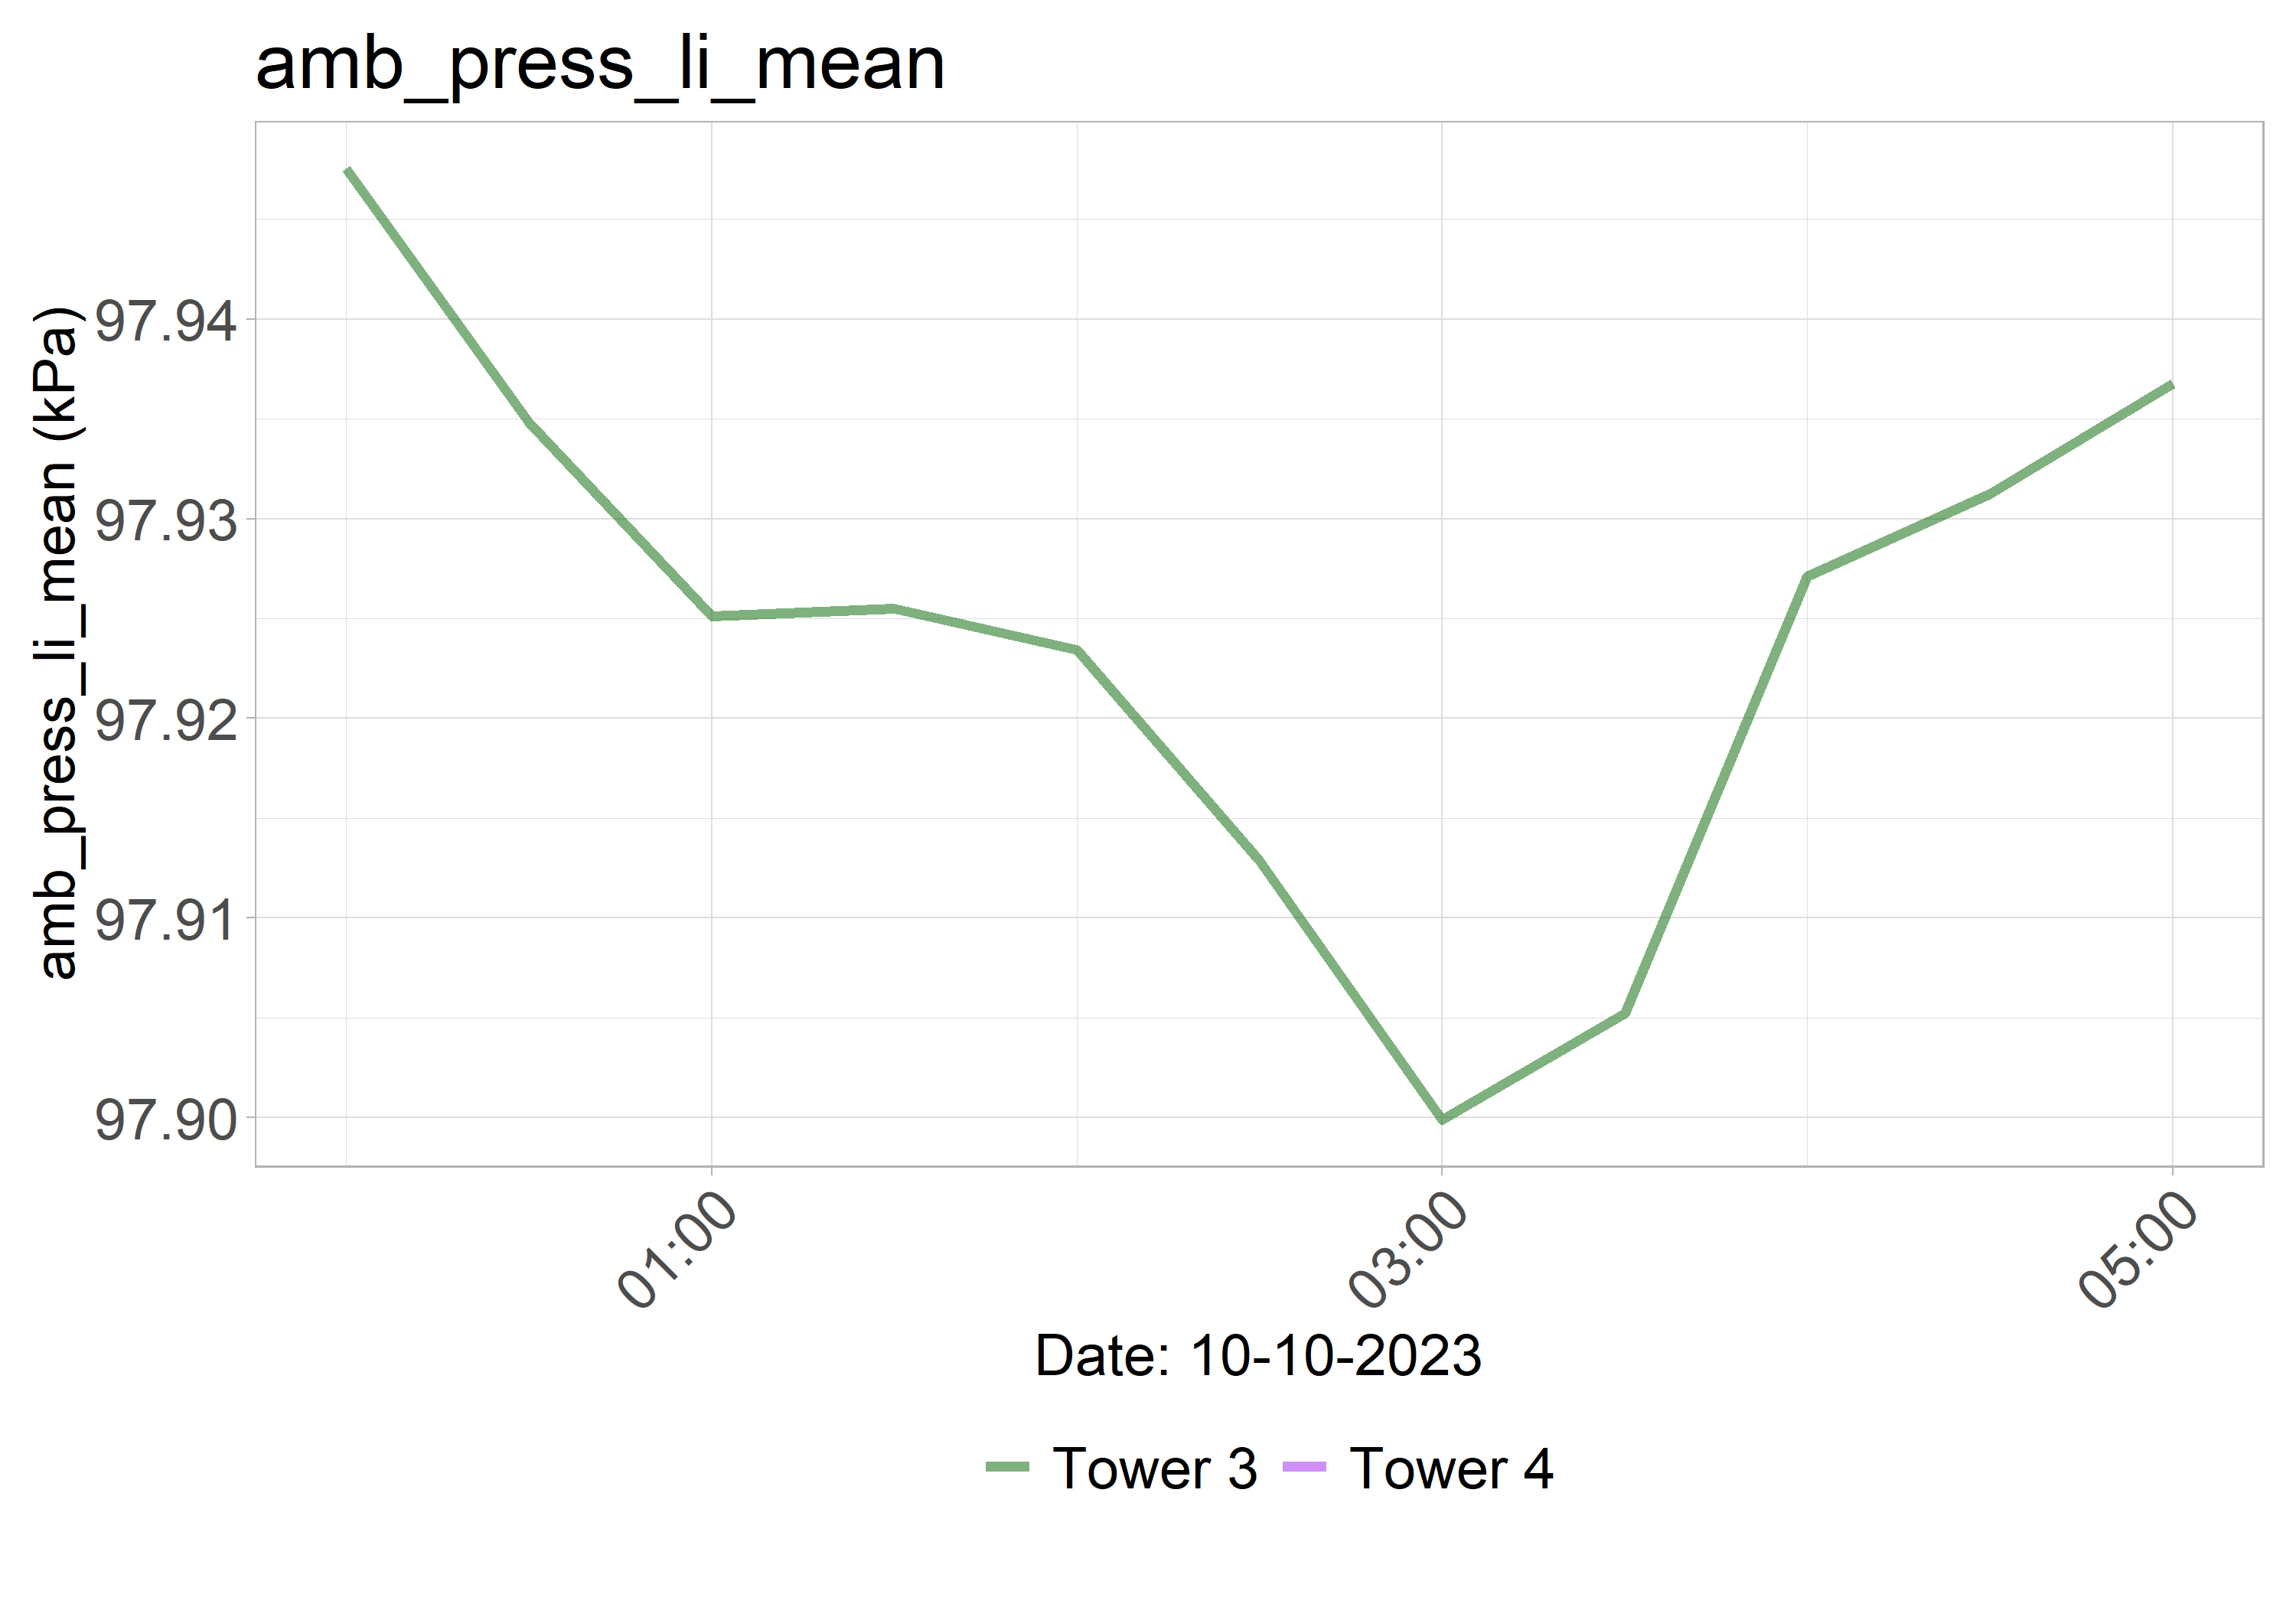 amb_press_li_mean
amb_press_li_mean (kPa)
97.94
97.93
97.92
97.91
97.90
01:00
03:00
05:00
Date: 10-10-2023
Tower 3
Tower 4